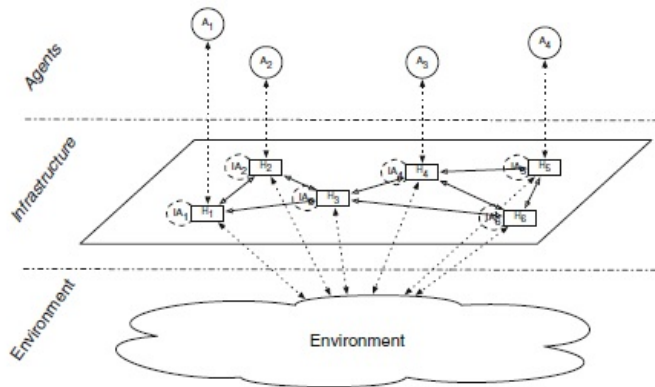 A1
A4
A2
A3
Agents
Infrastructure
IA2 H2
IA4 H4
H5
H3
IA1 H1
H6
Environment
Environment